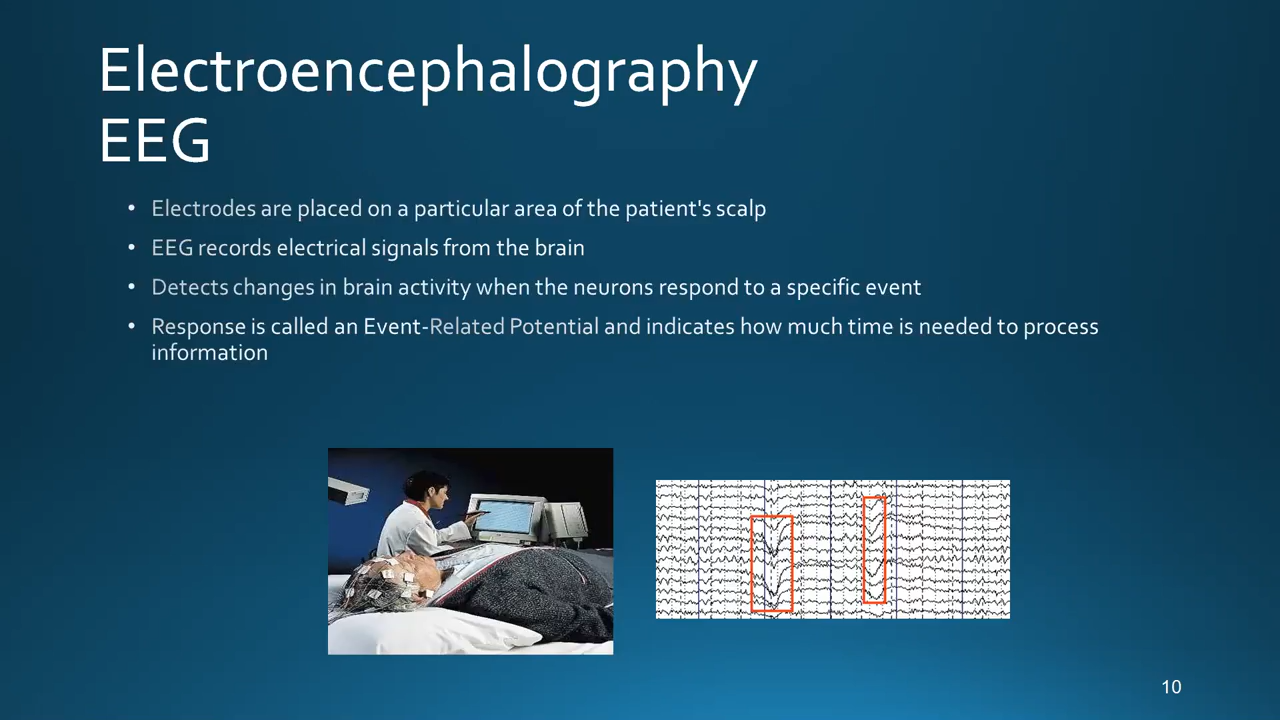 Electroencephalography
EEG
• Electrodes are placed on a particular area of the patient's scalp
• EEG records electrical signals from the brain
• Detects changes in brain activity when the neurons respond to a specific event
• Response is called an Event-Related Potential and indicates how much time is needed to process
information
10